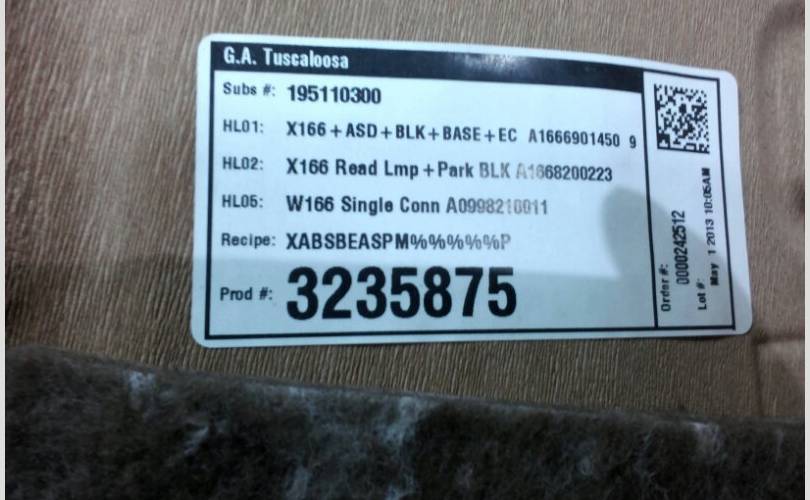 G.A. Tuscaloosa
Subs #: 195110300
HL01: X166+ASD+BLK+BASE+EC A1666901450 9
HL02: X166 Read Lmp+Park BLK A1668200223
HL05: W166 Single Conn A0998210011
Recipe: XABSBEASPM%%%%%%P
Prod #: 3235875
Order #: 0000242512
Lot #: May 1 2013 10:05AM